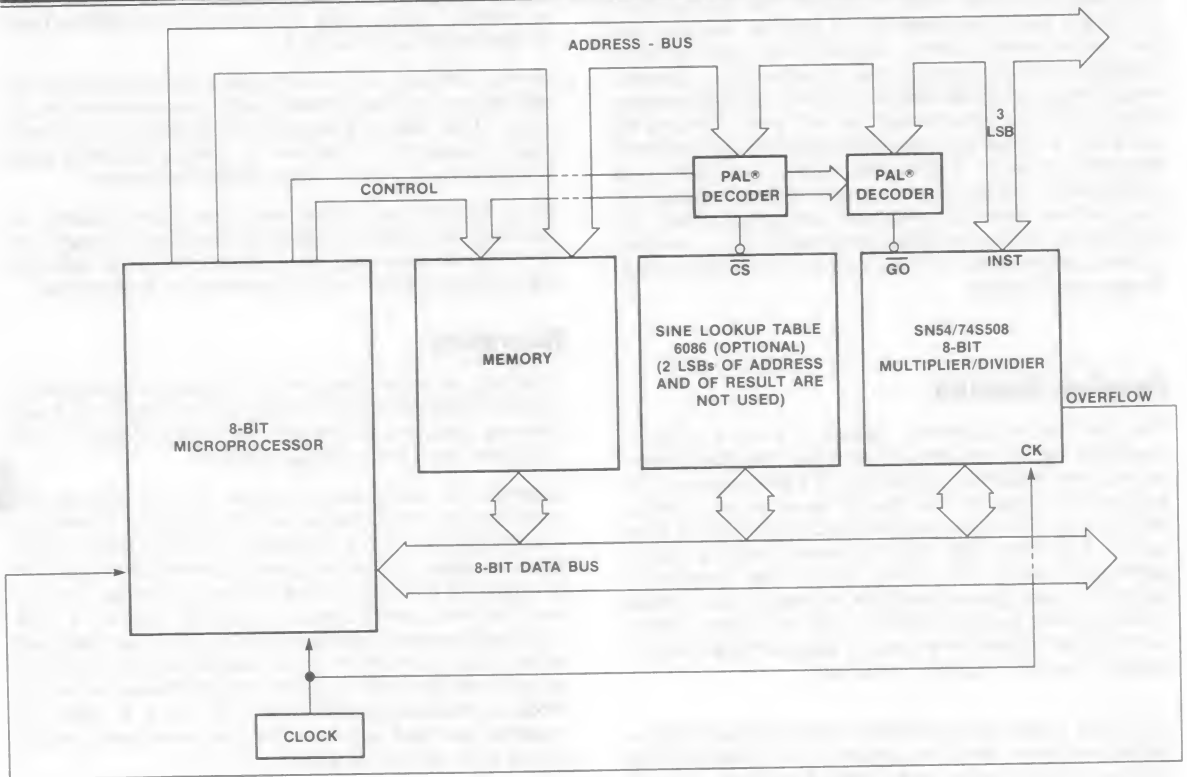 ADDRESS - BUS
3
LSB
PAL®
DECODER
PAL®
DECODER
CONTROL
CS
GO
INST
8-BIT
MICROPROCESSOR
MEMORY
SINE LOOKUP TABLE
6086 (OPTIONAL)
(2 LSBs OF ADDRESS
AND OF RESULT ARE
NOT USED)
SN54/74S508
8-BIT
MULTIPLIER/DIVIDIER
OVERFLOW
CK
8-BIT DATA BUS
CLOCK